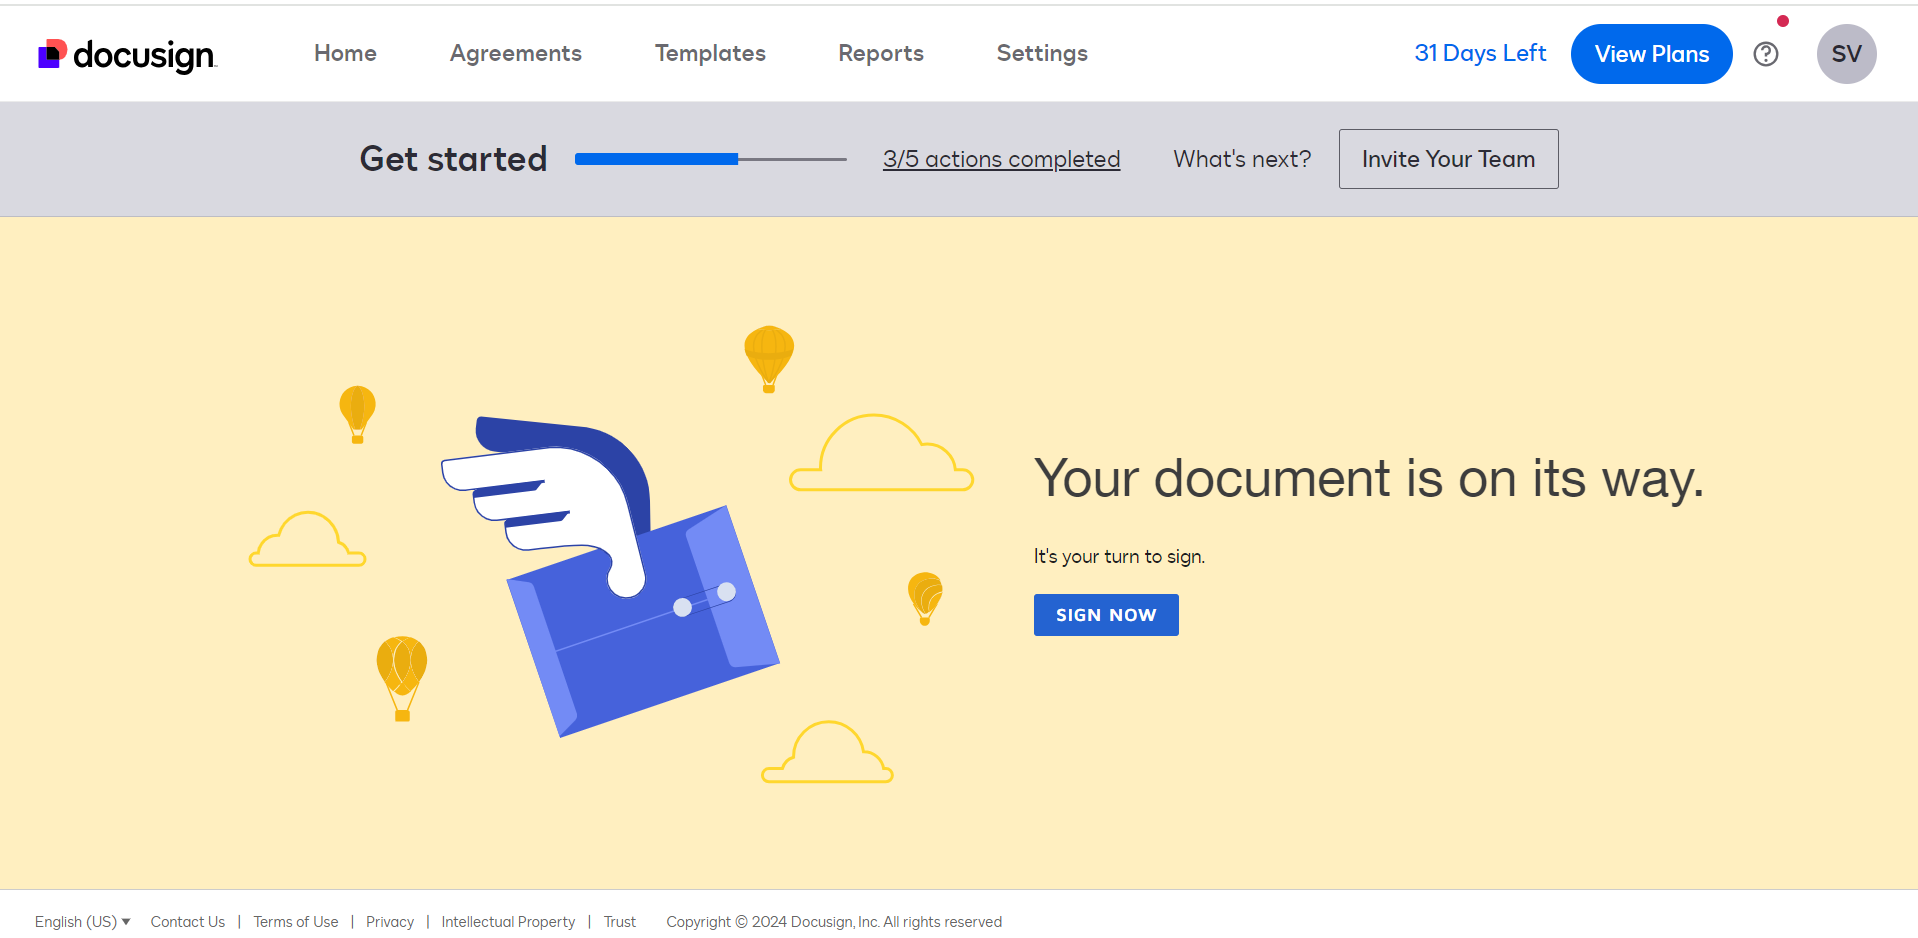 docusign
Home Agreements Templates Reports Settings 31 Days Left View Plans SV
Get started 3/5 actions completed What's next? Invite Your Team
Your document is on its way.
It's your turn to sign.
SIGN NOW
English (US) ▼ Contact Us | Terms of Use | Privacy | Intellectual Property | Trust Copyright © 2024 Docusign, Inc. All rights reserved